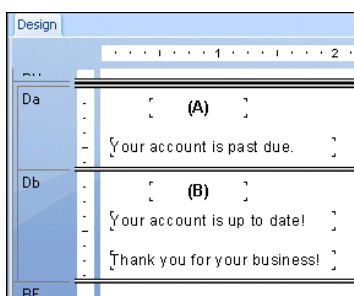 Design
1 2
Da
(A)
Your account is past due.
Db
(B)
Your account is up to date!
Thank you for your business!